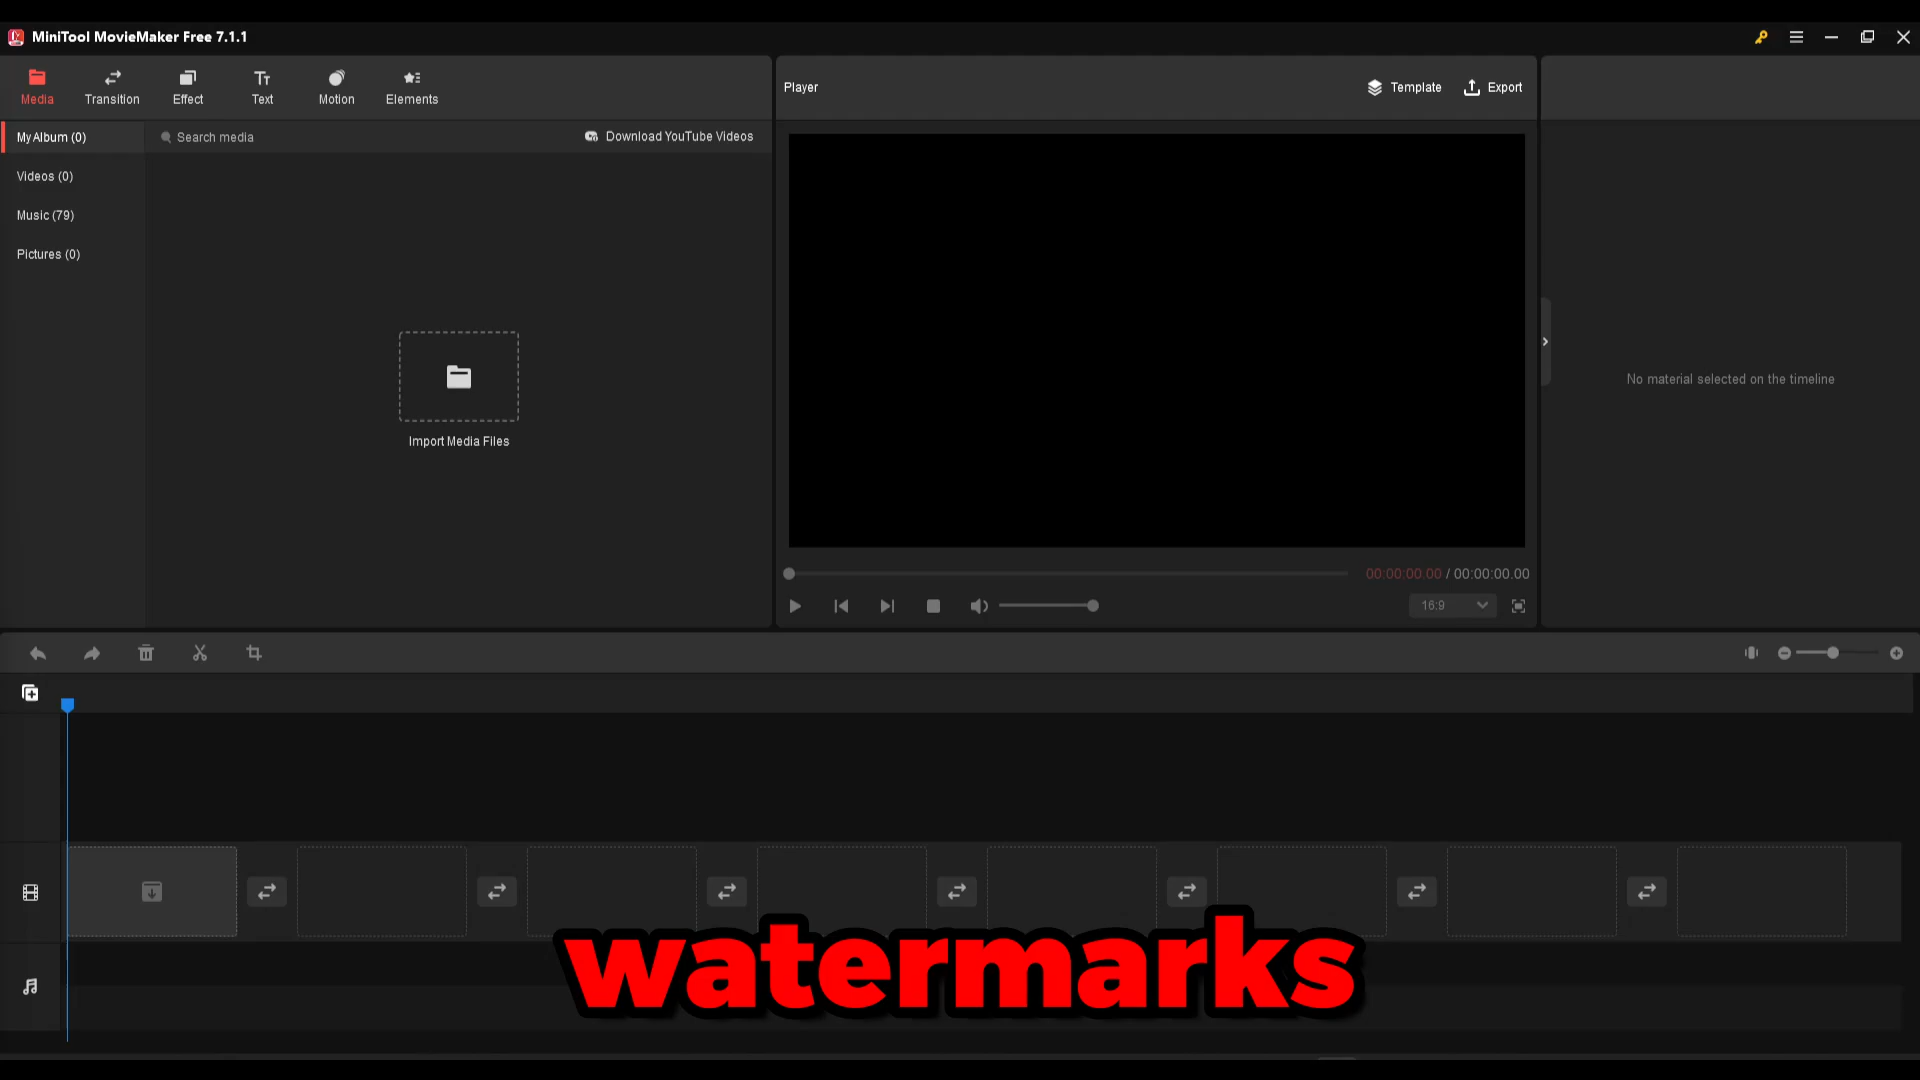 MiniTool MovieMaker Free 7.1.1
Media
Transition
Effect
Text
Motion
Elements
Player
Template
Export
My Album (0)
Search media
Download YouTube Videos
Videos (0)
Music (79)
Pictures (0)
Import Media Files
No material selected on the timeline
00:00:00.00 / 00:00:00.00
16:9
watermarks